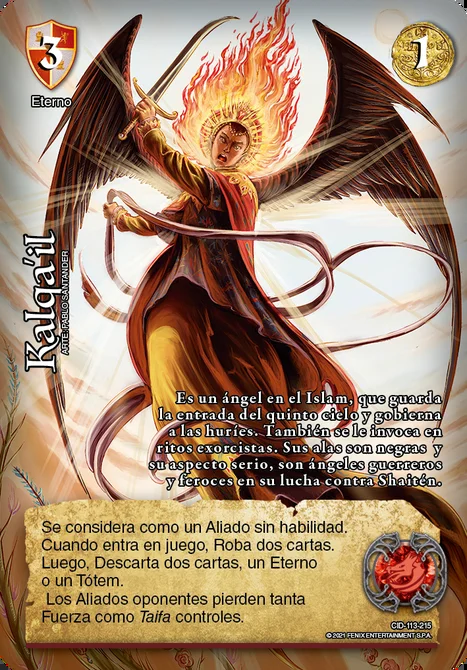 3
1
Eterno
Kalqa'il
ARTE: PABLO SANTANDER
Es un ángel en el Islam, que guarda
la entrada del quinto cielo y gobierna
a las huríes. También se le invoca en
ritos exorcistas. Sus alas son negras y
su aspecto serio, son ángeles guerreros
y feroces en su lucha contra Shaitén.
Se considera como un Aliado sin habilidad.
Cuando entra en juego, Roba dos cartas.
Luego, Descarta dos cartas, un Eterno
o un Tótem.
Los Aliados oponentes pierden tanta
Fuerza como Taifa controles.
CID-113-215
© 2021 FENIX ENTERTAINMENT S.P.A.